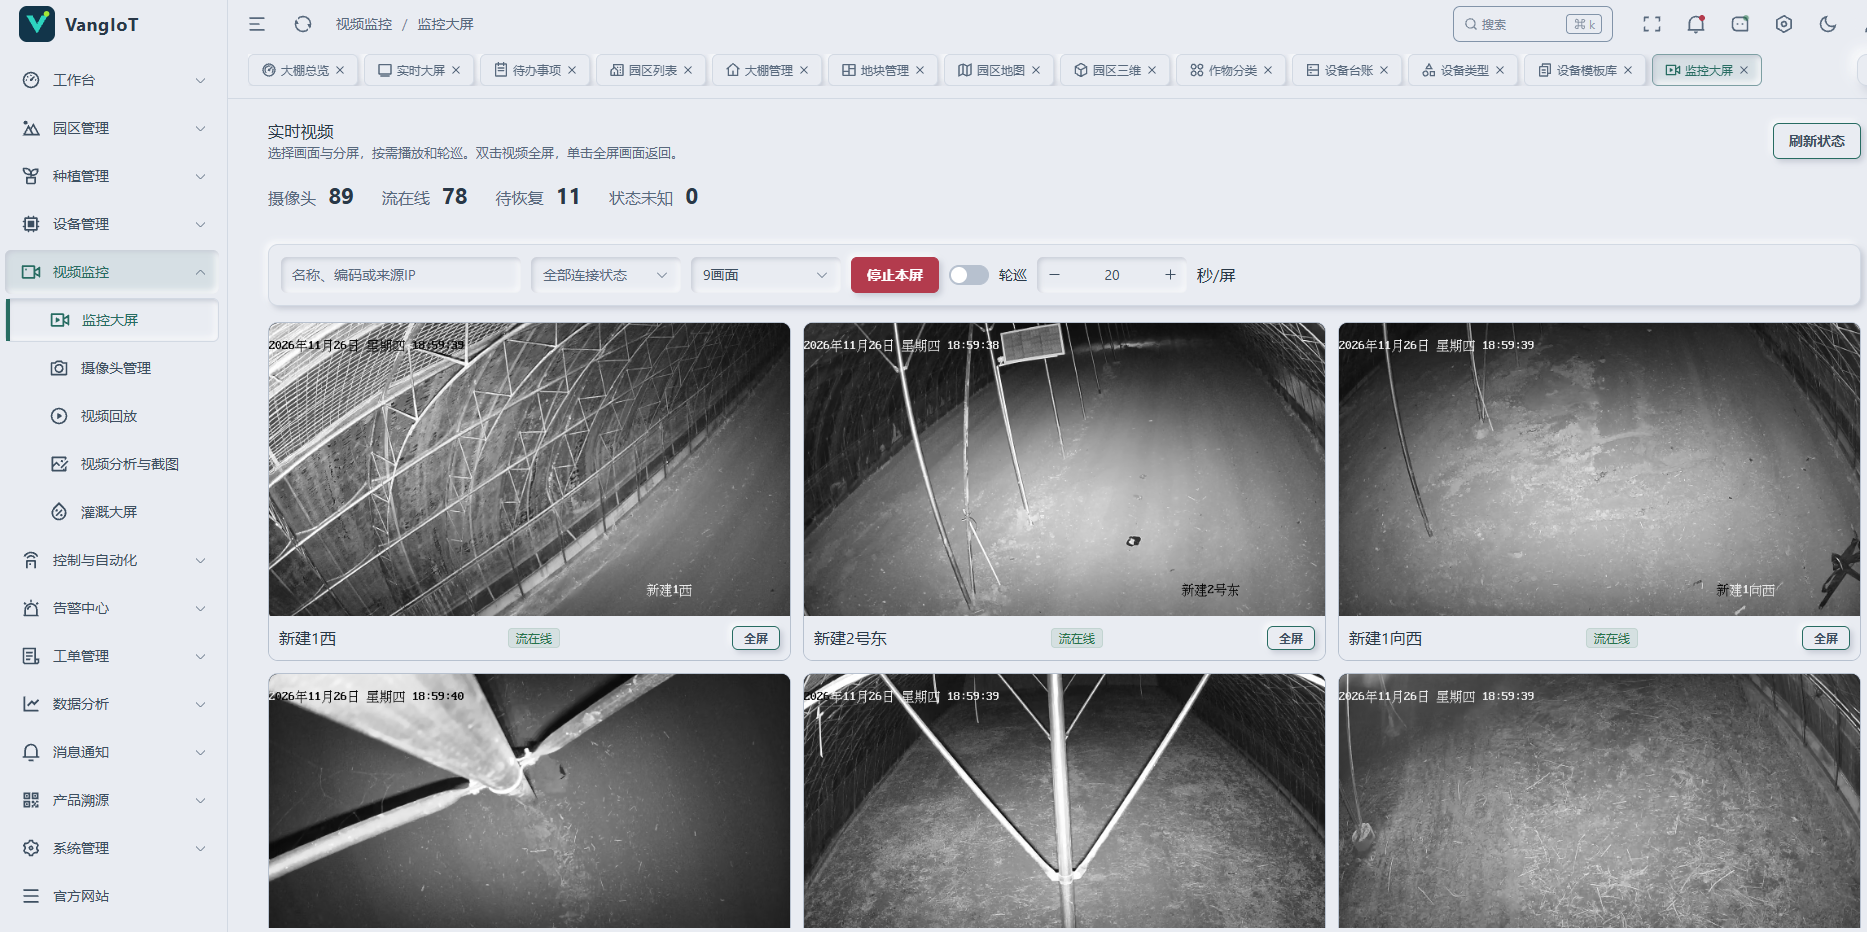 VangIoT
视频监控 / 监控大屏
搜索
⌘ k
大棚总览
实时大屏
待办事项
园区列表
大棚管理
地块管理
园区地图
园区三维
作物分类
设备台账
设备类型
设备模板库
监控大屏
工作台
园区管理
种植管理
设备管理
视频监控
监控大屏
摄像头管理
视频回放
视频分析与截图
灌溉大屏
控制与自动化
告警中心
工单管理
数据分析
消息通知
产品溯源
系统管理
官方网站
实时视频
选择画面与分屏，按需播放和轮巡。双击视频全屏，单击全屏画面返回。
刷新状态
摄像头 89 流在线 78 待恢复 11 状态未知 0
名称、编码或来源IP
全部连接状态
9画面
停止本屏
轮巡
− 20 +
秒/屏
2026年11月26日 星期四 18:59:39
新建1西
新建1西 流在线 全屏
2026年11月26日 星期四 18:59:38
新建2号东
新建2号东 流在线 全屏
2026年11月26日 星期四 18:59:39
新建1向西
新建1向西 流在线 全屏
2026年11月26日 星期四 18:59:40
2026年11月26日 星期四 18:59:39
2026年11月26日 星期四 18:59:39